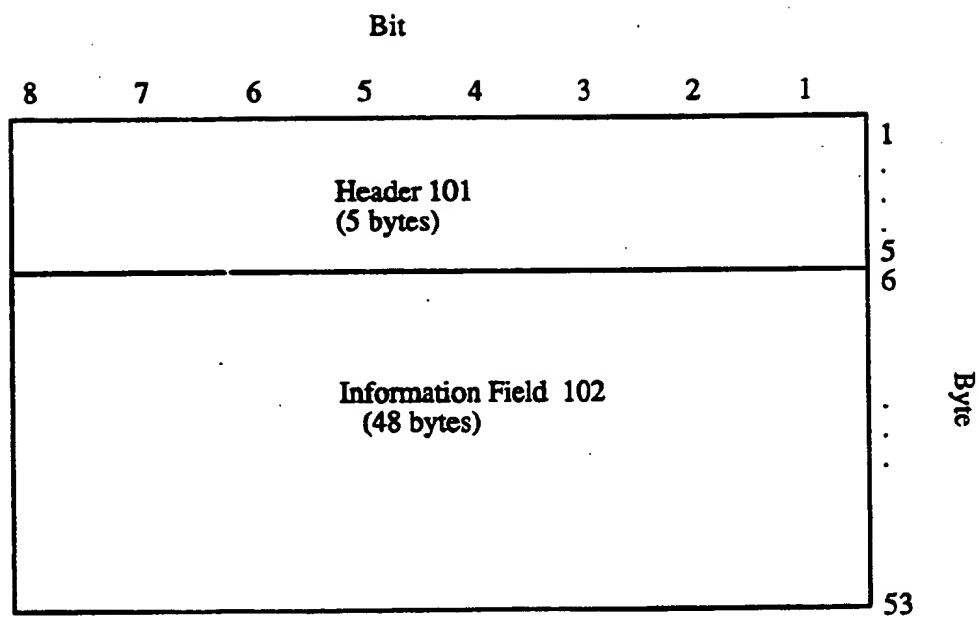 Bit
8 7 6 5 4 3 2 1
1
Header 101
(5 bytes)
5
6
Information Field 102
(48 bytes)
Byte
53